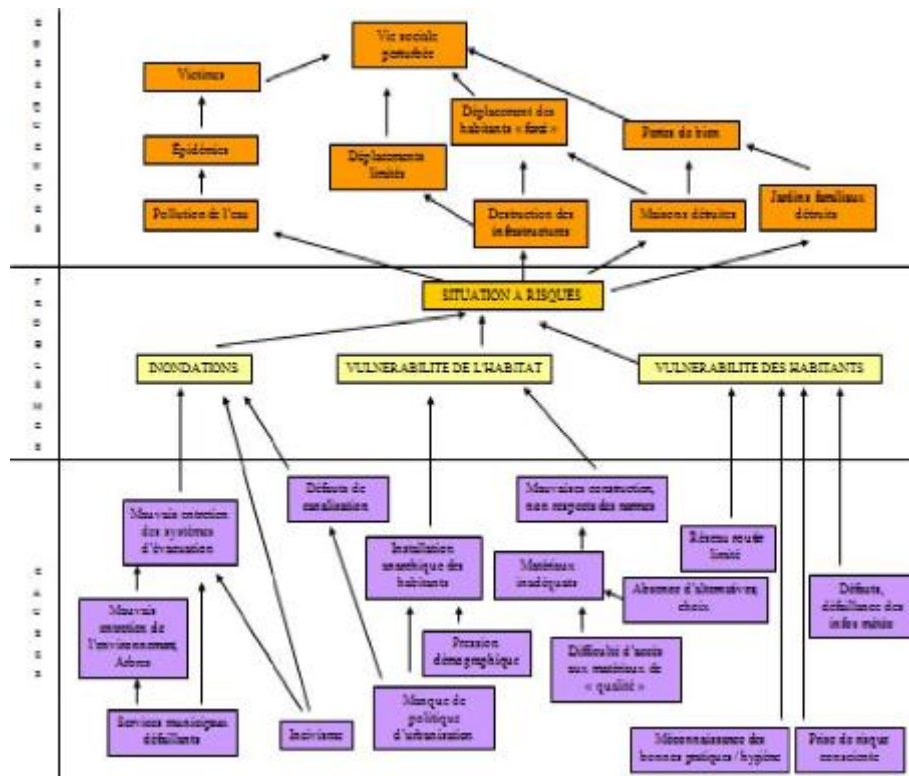 Vie sociale
perturbée
Victimes
Déplacement des
habitants « forcé »
Pertes de bien
Épidémies
Déplacements
limités
Pollution de l'eau
Destruction des
infrastructures
Maisons détruites
Jardins familiaux
détruits
SITUATION A RISQUES
INONDATIONS
VULNERABILITE DE L'HABITAT
VULNERABILITE DES HABITANTS
Défauts de
canalisation
Mauvaises construction,
non respects des normes
Mauvais entretien
des systèmes
d'évacuation
Réseau route
limité
Installation
anarchique des
habitants
Matériaux
inadéquats
Absence d'alternatives,
choix
Défauts,
défaillance des
infos météo
Mauvais
entretien de
l'environnement,
Arbres
Pression
démographique
Difficulté d'accès
aux matériaux de
« qualité »
Services municipaux
défaillants
Incivisme
Manque de
politique
d'urbanisation
Méconnaissance des
bonnes pratiques / hygiène
Prise de risque
consciente